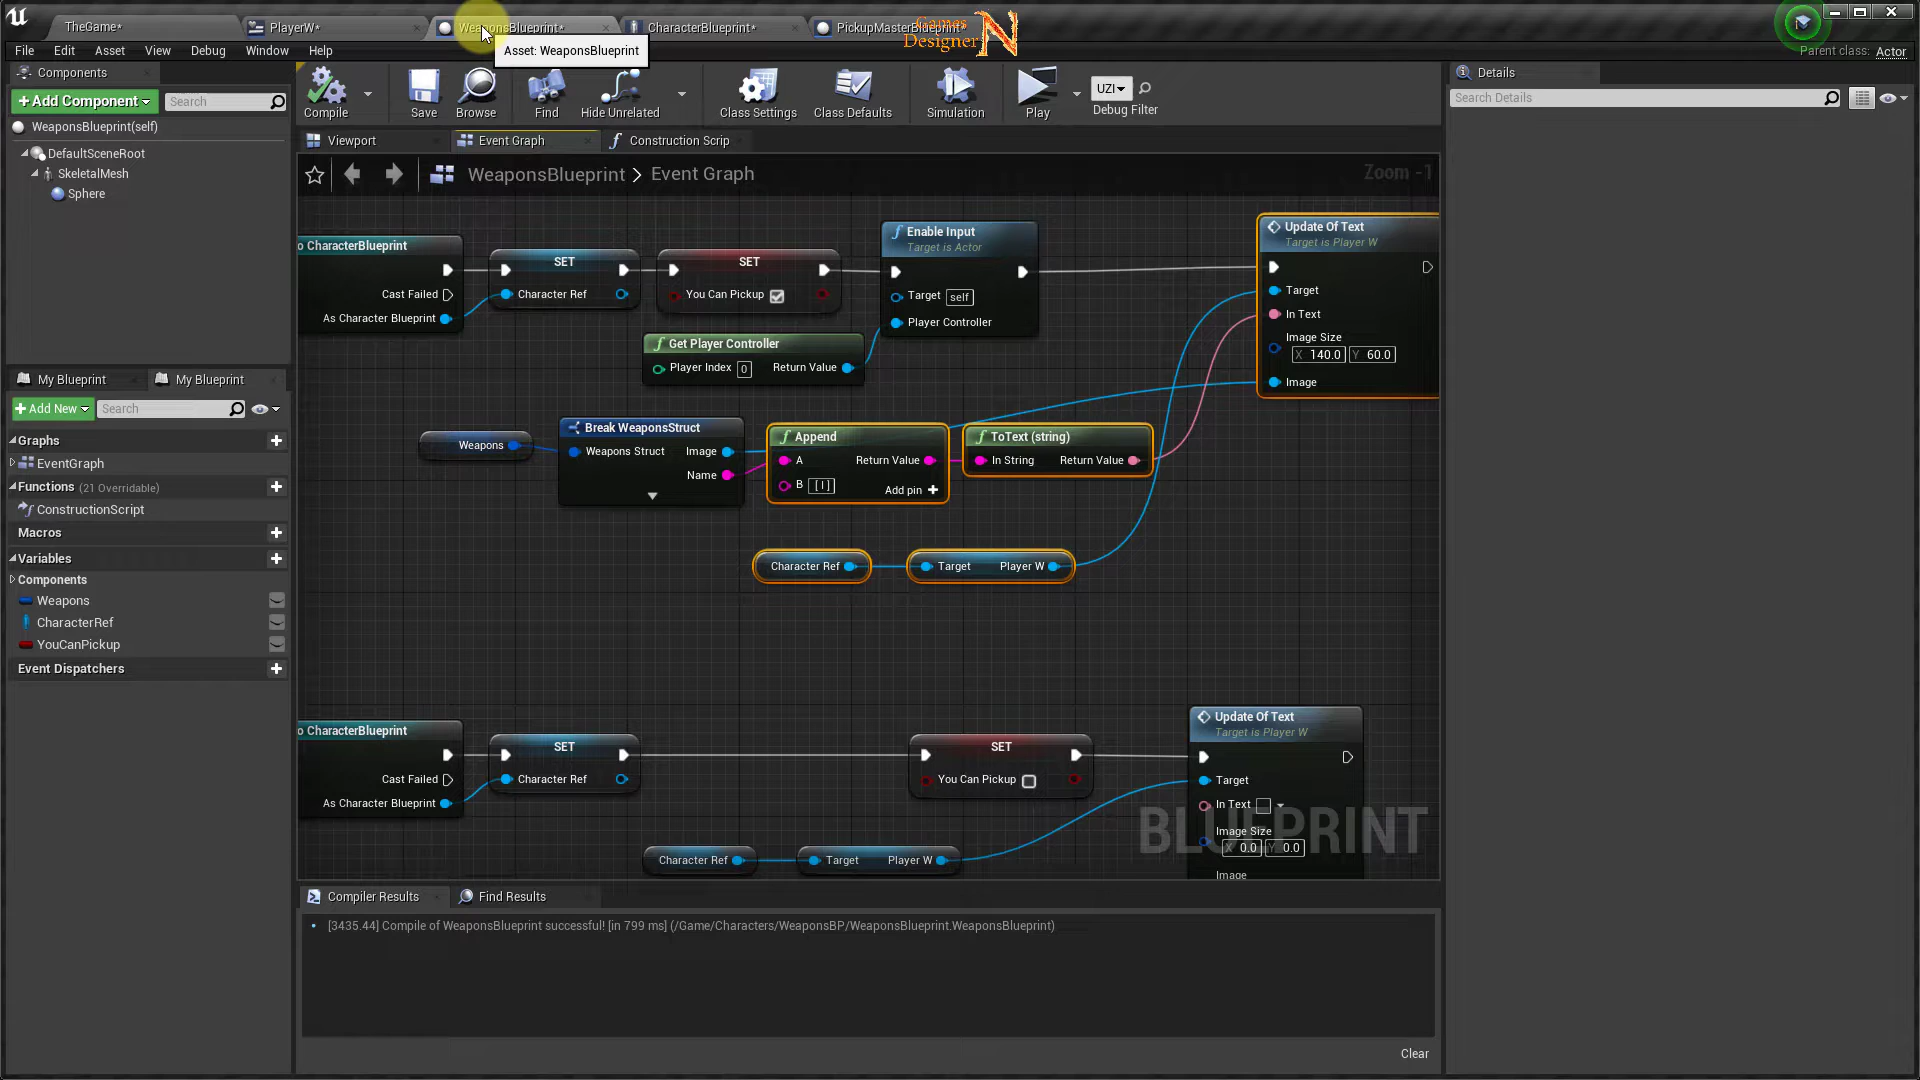 TheGame*
PlayerW*
WeaponsBlueprint*
CharacterBlueprint*
PickupMasterBlueprint*
Games
Designer
N
Asset: WeaponsBlueprint
File Edit Asset View Debug Window Help
Parent class: Actor
Components
+Add Component
Search
WeaponsBlueprint(self)
DefaultSceneRoot
SkeletalMesh
Sphere
Compile
Save
Browse
Find
Hide Unrelated
Class Settings
Class Defaults
Simulation
Play
UZI
Debug Filter
Details
Search Details
Viewport
Event Graph
Construction Scrip
WeaponsBlueprint > Event Graph
Zoom -1
My Blueprint
My Blueprint
+Add New
Search
Graphs
EventGraph
Functions (21 Overridable)
ConstructionScript
Macros
Variables
Components
Weapons
CharacterRef
YouCanPickup
Event Dispatchers
o CharacterBlueprint
Cast Failed
As Character Blueprint
SET
Character Ref
SET
You Can Pickup
Enable Input
Target is Actor
Target self
Player Controller
Get Player Controller
Player Index 0
Return Value
Update Of Text
Target is Player W
Target
In Text
Image Size
X 140.0 Y 60.0
Image
Weapons
Break WeaponsStruct
Weapons Struct
Image
Name
Append
A
Return Value
B [ I ]
Add pin +
ToText (string)
In String
Return Value
Character Ref
Target
Player W
o CharacterBlueprint
Cast Failed
As Character Blueprint
SET
Character Ref
SET
You Can Pickup
Update Of Text
Target is Player W
Target
In Text
Image Size
X 0.0 Y 0.0
Image
Character Ref
Target
Player W
BLUEPRINT
Compiler Results
Find Results
[3435.44] Compile of WeaponsBlueprint successful! [in 799 ms] (/Game/Characters/WeaponsBP/WeaponsBlueprint.WeaponsBlueprint)
Clear